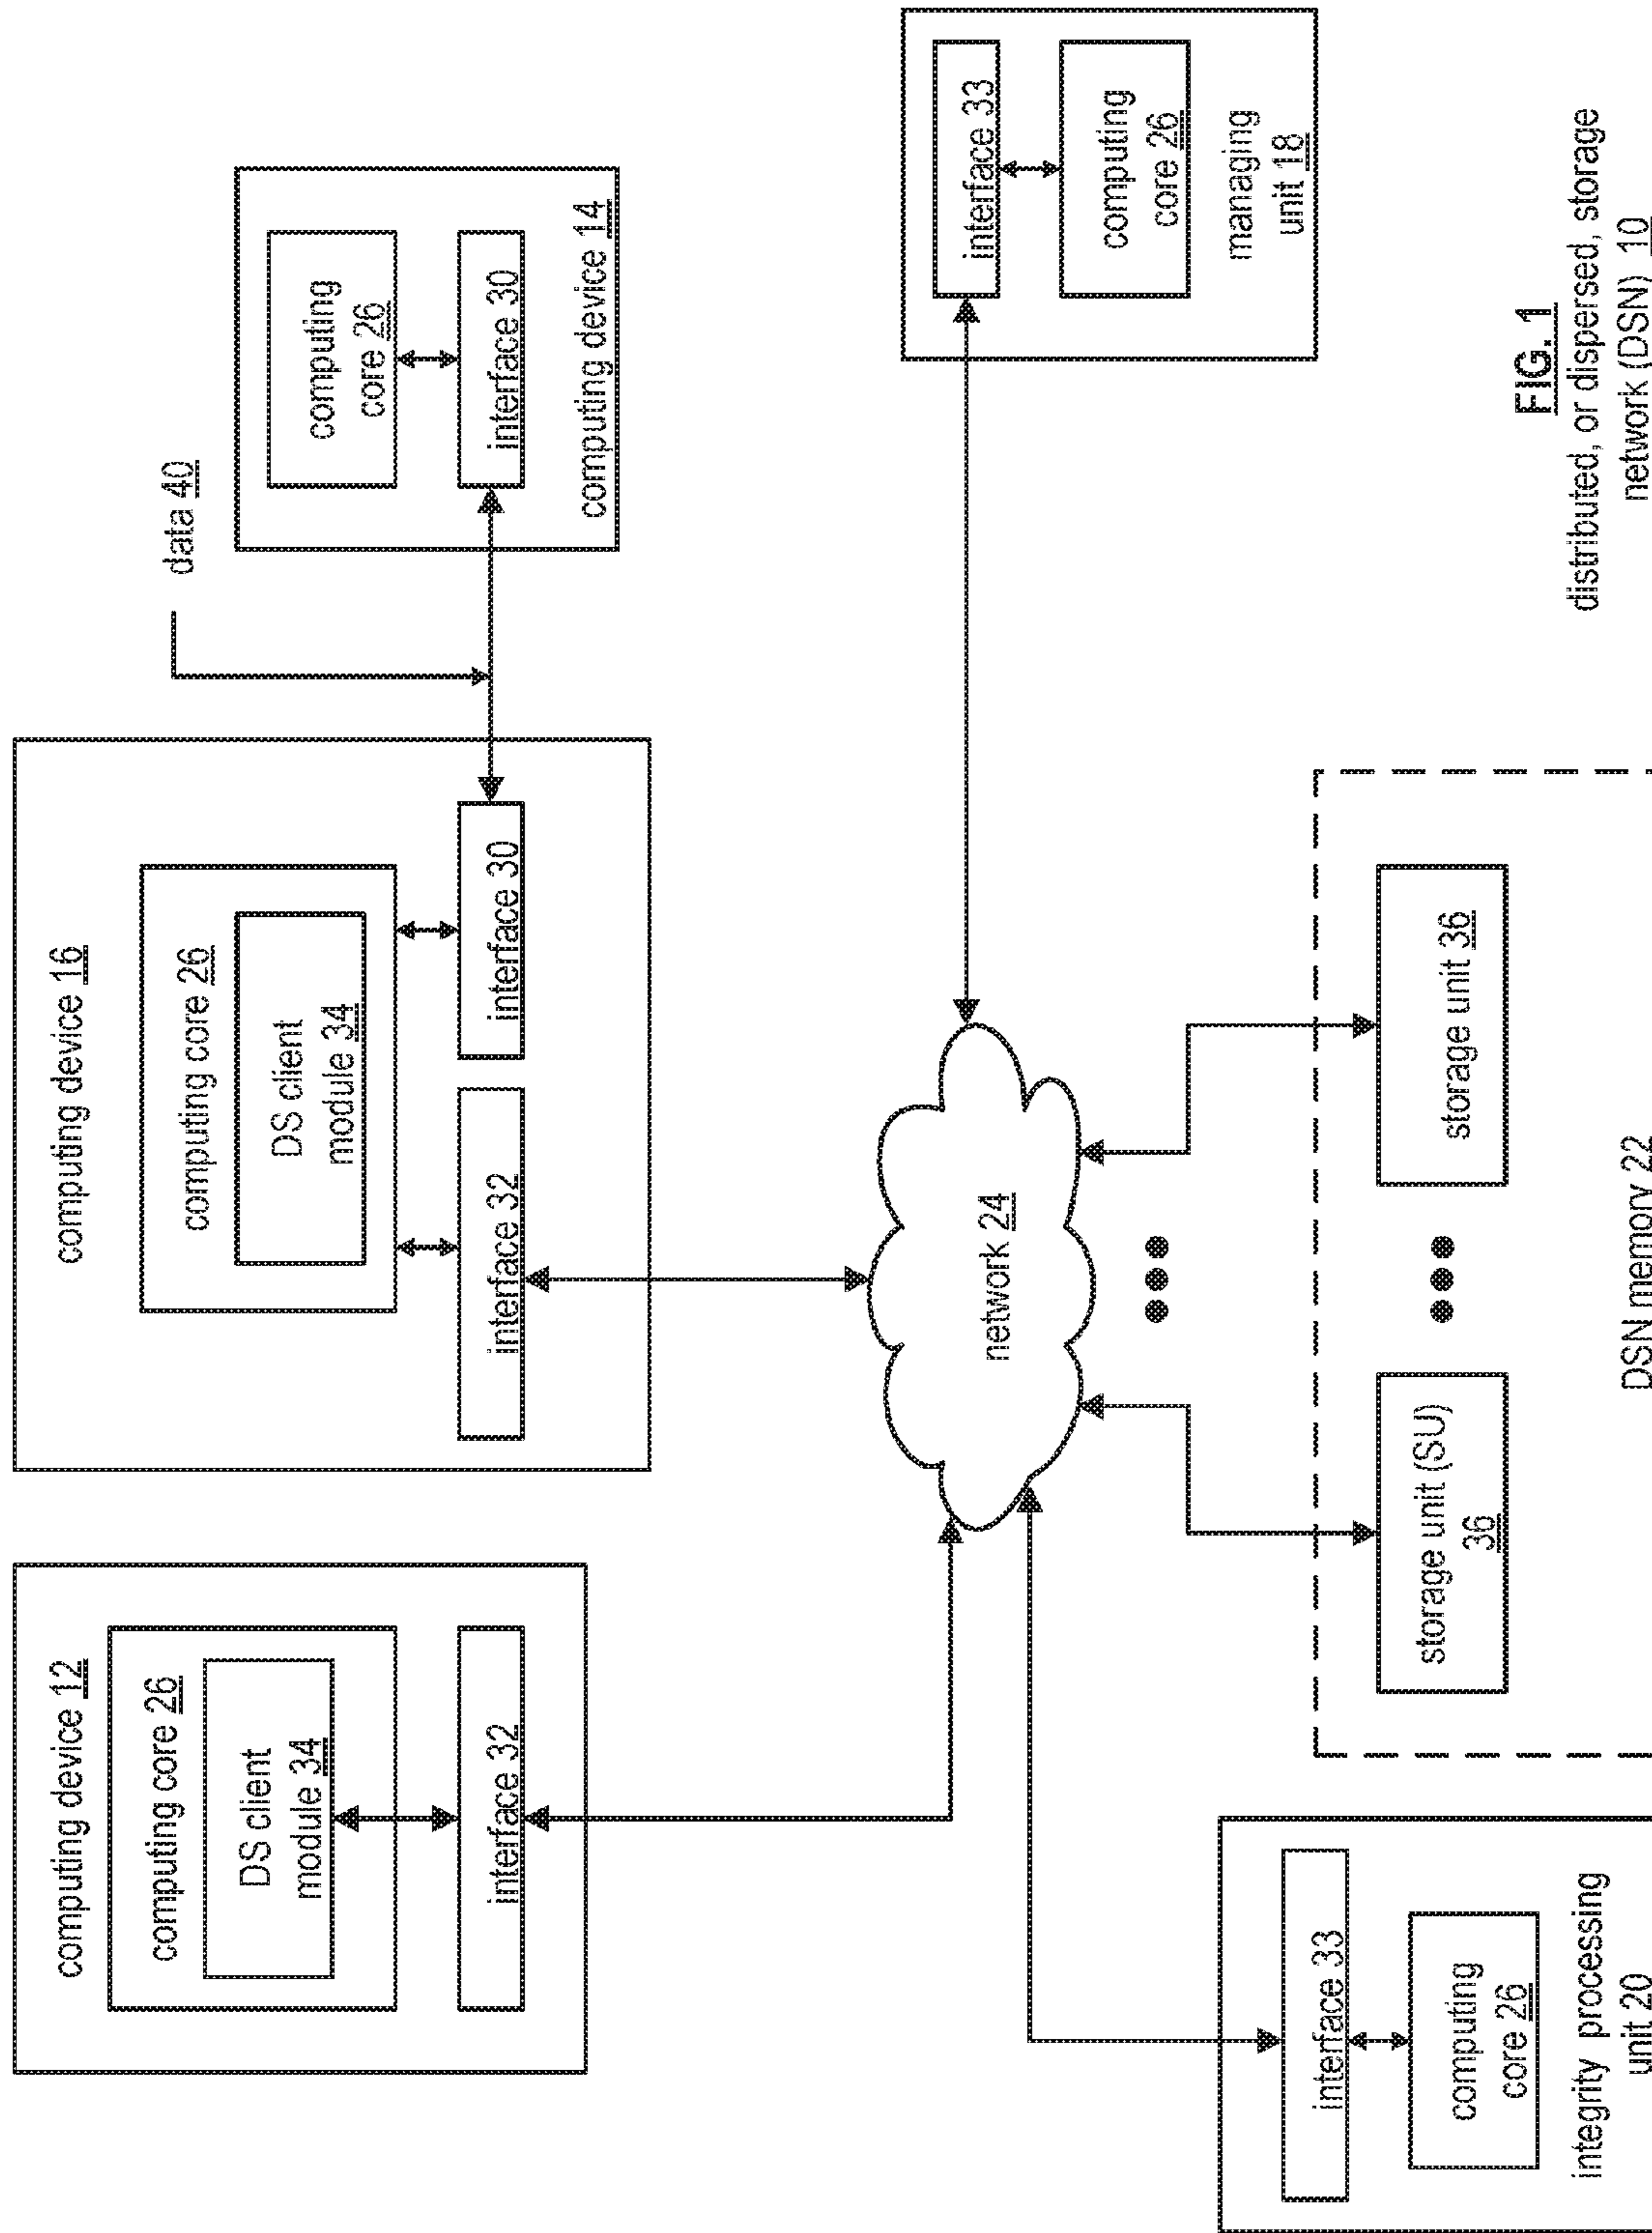 computing device 12
computing core 26
DS client
module 34
interface 32
computing device 16
computing core 26
DS client
module 34
interface 32
interface 30
data 40
computing
core 26
interface 30
computing device 14
network 24
interface 33
computing
core 26
managing
unit 18
interface 33
computing
core 26
integrity processing
unit 20
storage unit (SU)
36
storage unit 36
DSN memory 22
FIG. 1
distributed, or dispersed, storage
network (DSN) 10